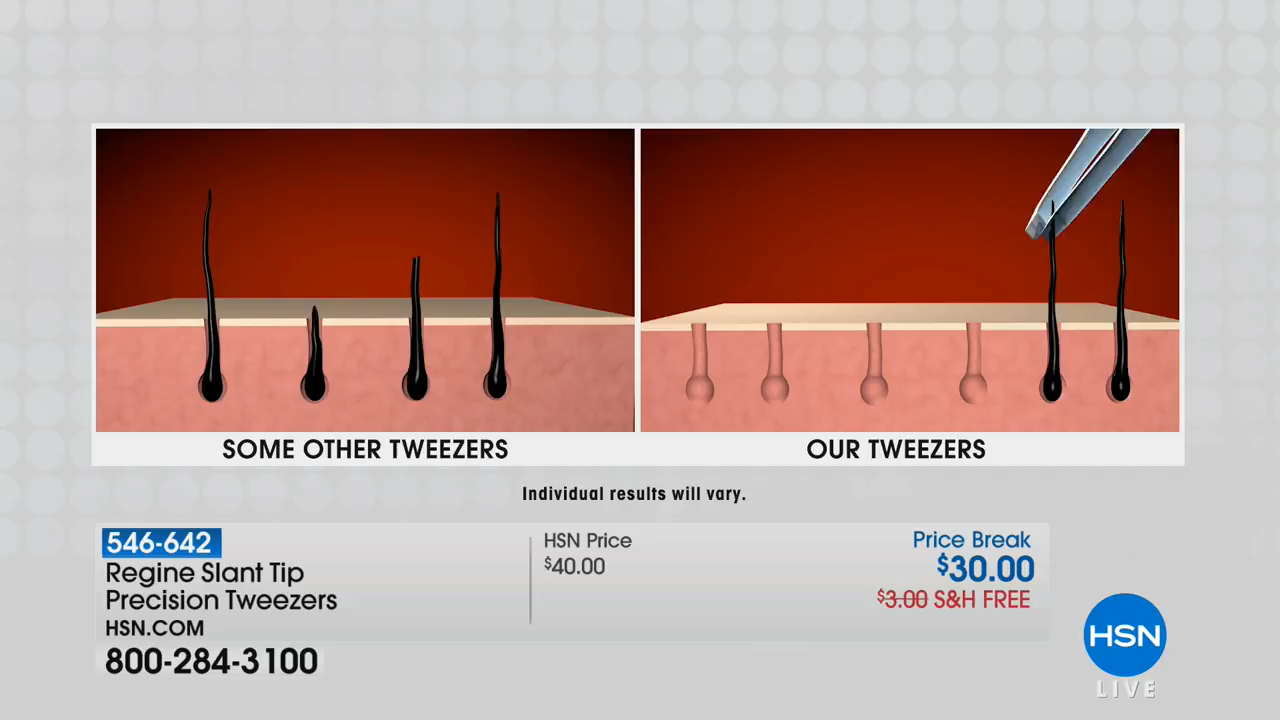 SOME OTHER TWEEZERS
OUR TWEEZERS
Individual results will vary.
546-642
Regine Slant Tip
Precision Tweezers
HSN.COM
800-284-3100
HSN Price
$40.00
Price Break
$30.00
$3.00 S&H FREE
HSN
LIVE